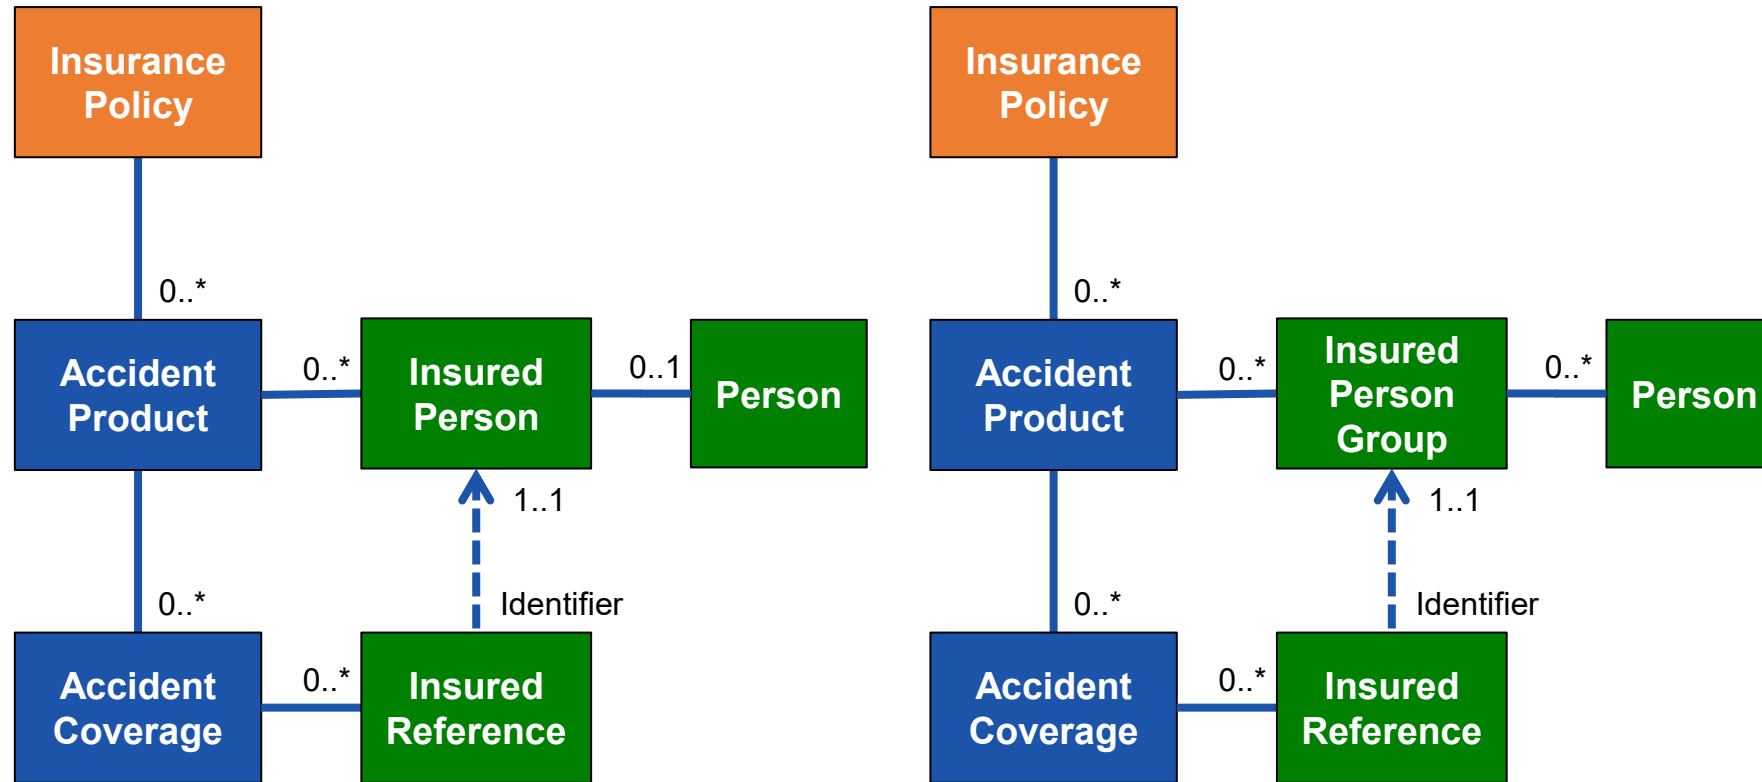 Insurance
Policy
0..*
Accident
Product
0..*
Insured
Person
0..1
Person
1..1
Identifier
0..*
Accident
Coverage
0..*
Insured
Reference
Insurance
Policy
0..*
Accident
Product
0..*
Insured
Person
Group
0..*
Person
1..1
Identifier
0..*
Accident
Coverage
0..*
Insured
Reference